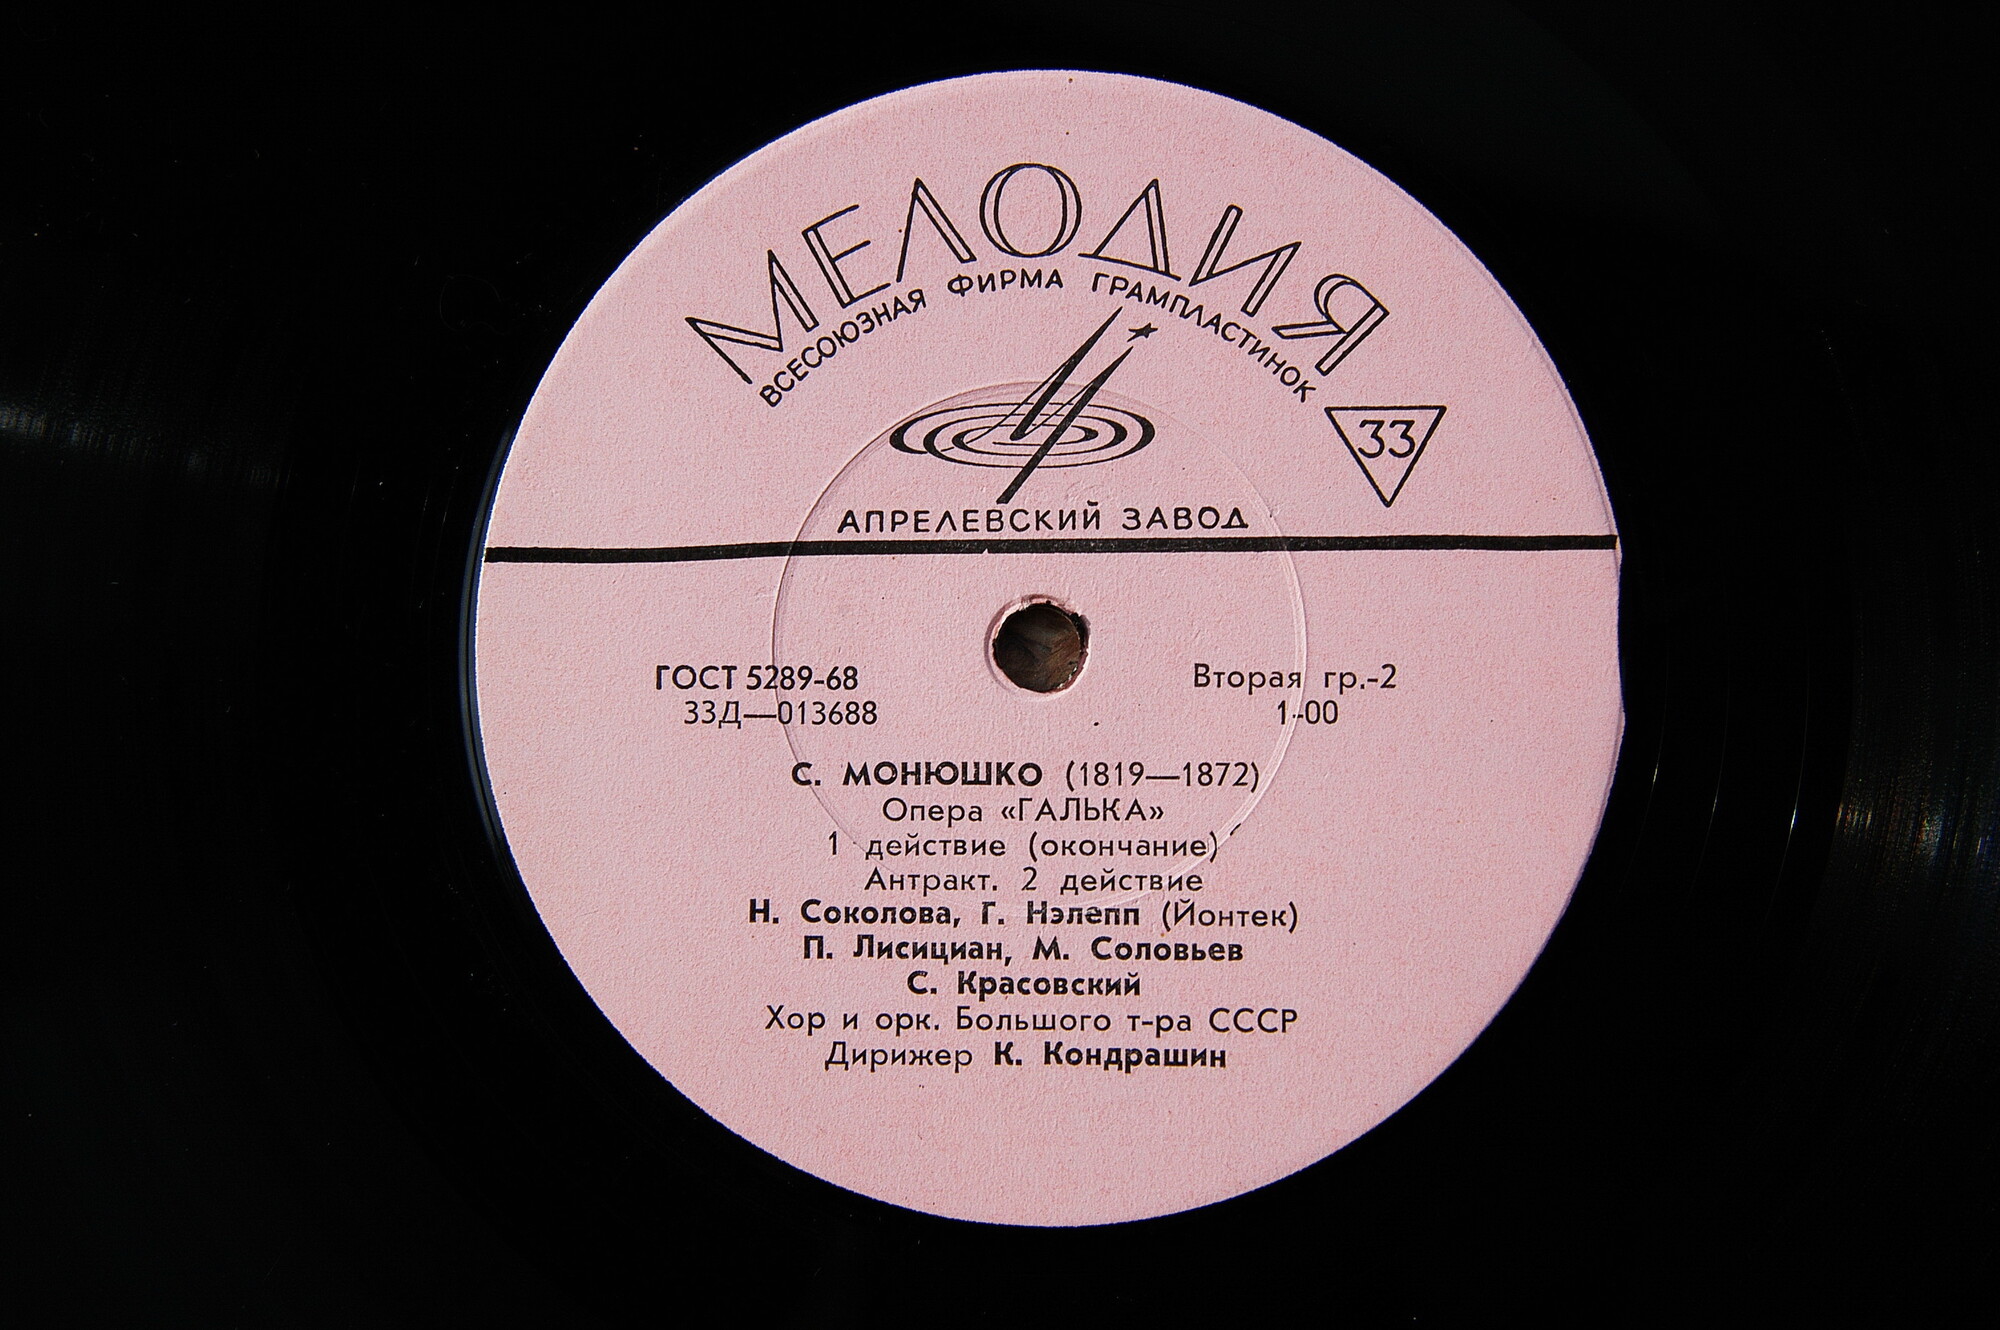 МЕЛОДИЯ
ВСЕСОЮЗНАЯ ФИРМА ГРАМПЛАСТИНОК
33
АПРЕЛЕВСКИЙ ЗАВОД
ГОСТ 5289-68
33Д—013688
Вторая гр.-2
1-00
С. МОНЮШКО (1819—1872)
Опера «ГАЛЬКА»
1 действие (окончание)
Антракт. 2 действие
Н. Соколова, Г. Нэлепп (Йонтек)
П. Лисициан, М. Соловьев
С. Красовский
Хор и орк. Большого т-ра СССР
Дирижер К. Кондрашин